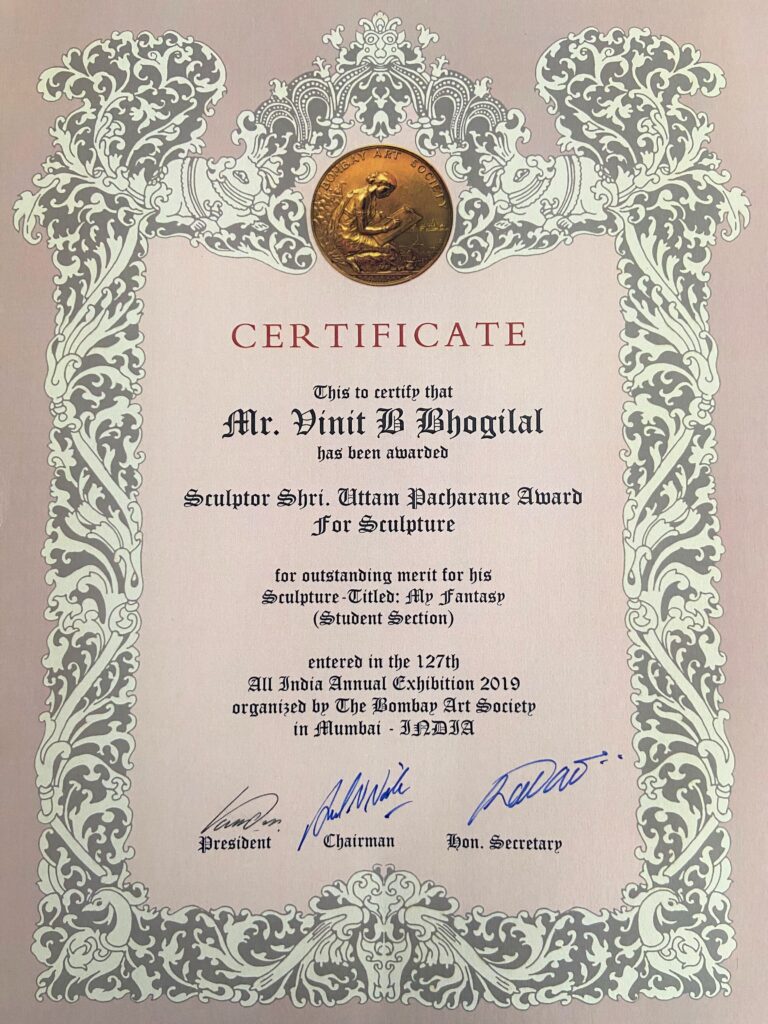 BOMBAY ART SOCIETY
CERTIFICATE
This to certify that
Mr. Vinit B Bhogilal
has been awarded
Sculptor Shri. Uttam Pacharane Award
For Sculpture
for outstanding merit for his
Sculpture-Titled: My Fantasy
(Student Section)
entered in the 127th
All India Annual Exhibition 2019
organized by The Bombay Art Society
in Mumbai - INDIA
President Chairman Hon. Secretary